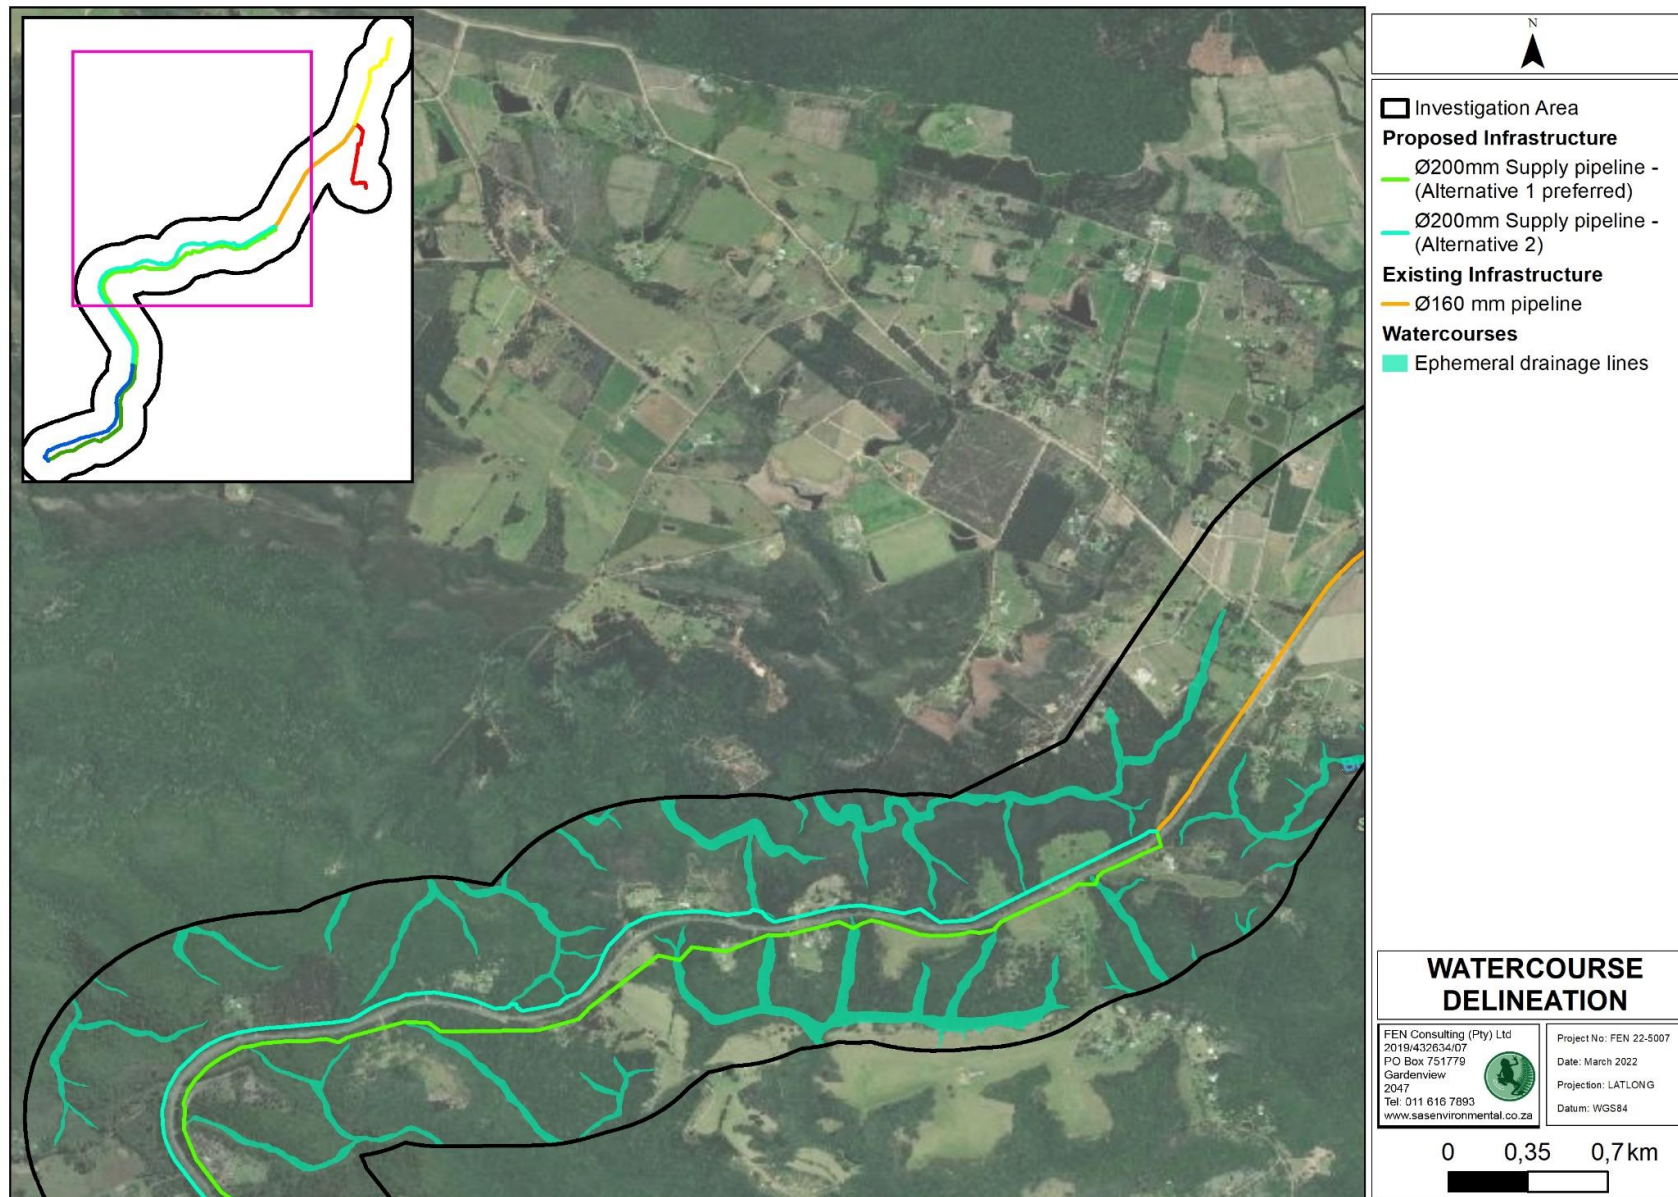 N
Investigation Area
Proposed Infrastructure
Ø200mm Supply pipeline -
(Alternative 1 preferred)
Ø200mm Supply pipeline -
(Alternative 2)
Existing Infrastructure
Ø160 mm pipeline
Watercourses
Ephemeral drainage lines
WATERCOURSE
DELINEATION
FEN Consulting (Pty) Ltd
2019/432634/07
PO Box 751779
Gardenview
2047
Tel: 011 616 7893
www.sasenvironmental.co.za
Project No: FEN 22-5007
Date: March 2022
Projection: LATLONG
Datum: WGS84
0 0,35 0,7 km